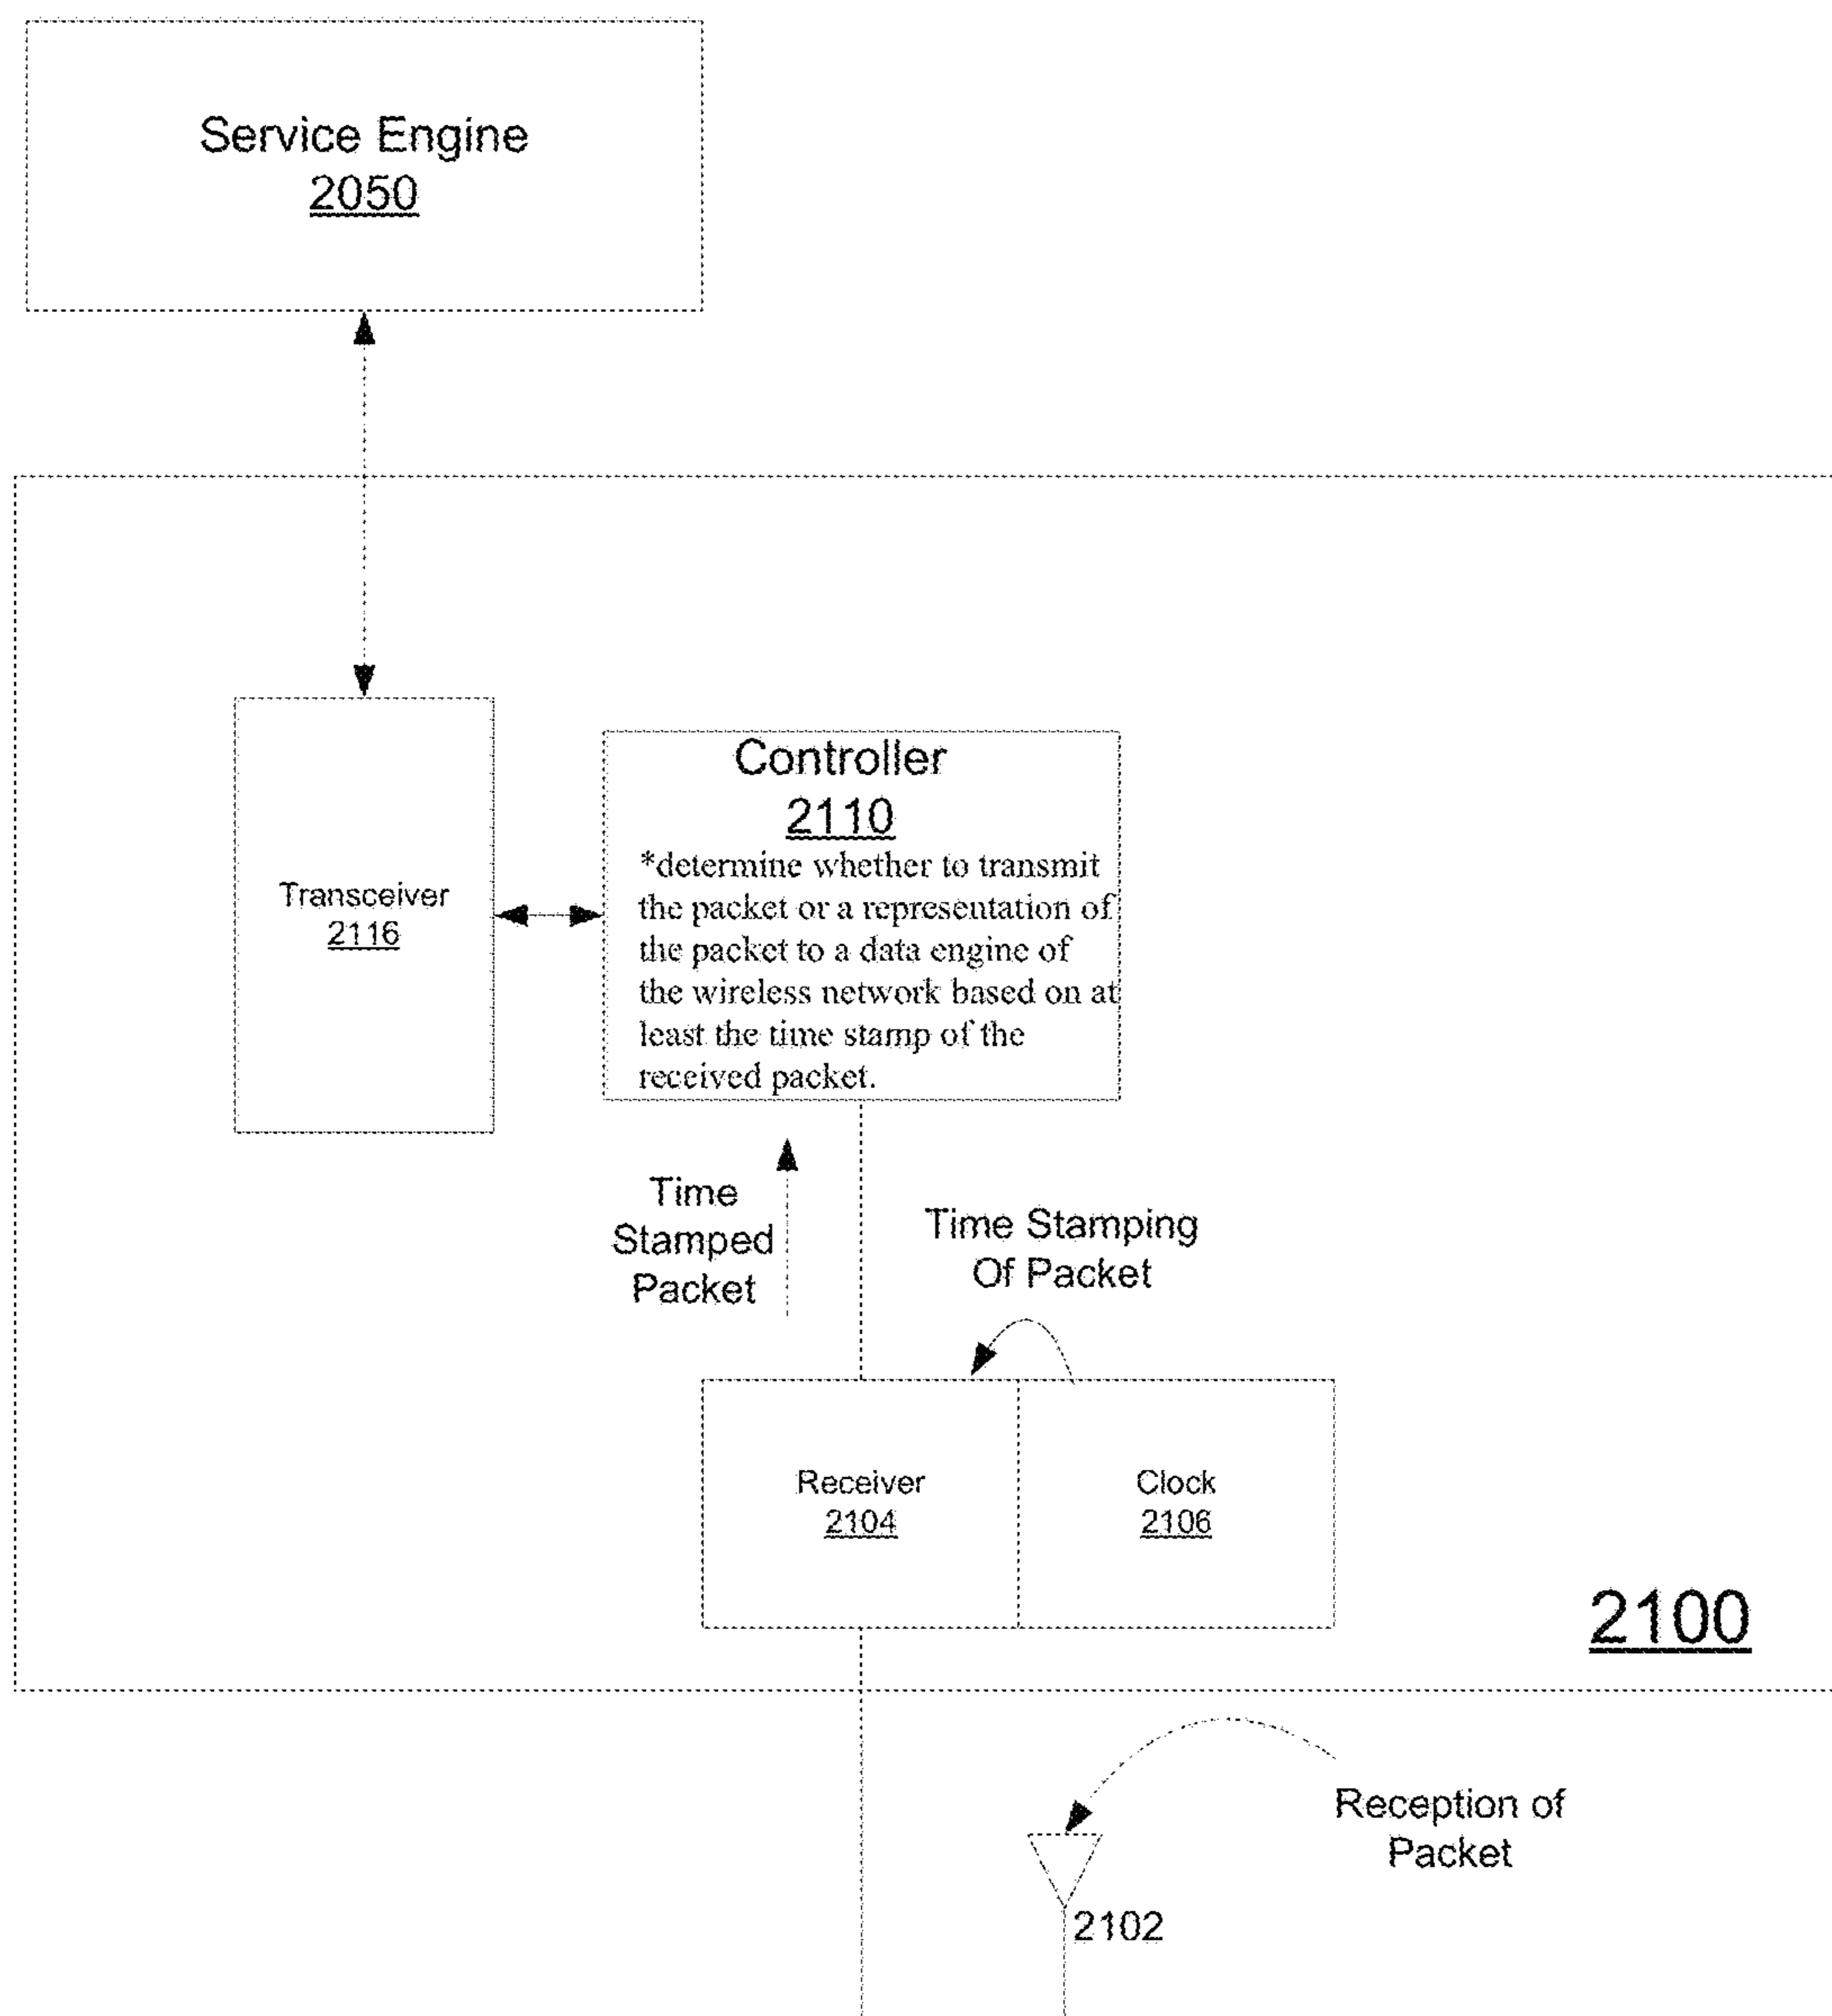 Service Engine
2050
Controller
2110
*determine whether to transmit
the packet or a representation of
the packet to a data engine of
the wireless network based on at
least the time stamp of the
received packet.
Transceiver
2116
Time
Stamped
Packet
Time Stamping
Of Packet
Receiver
2104
Clock
2106
2100
Reception of
Packet
2102